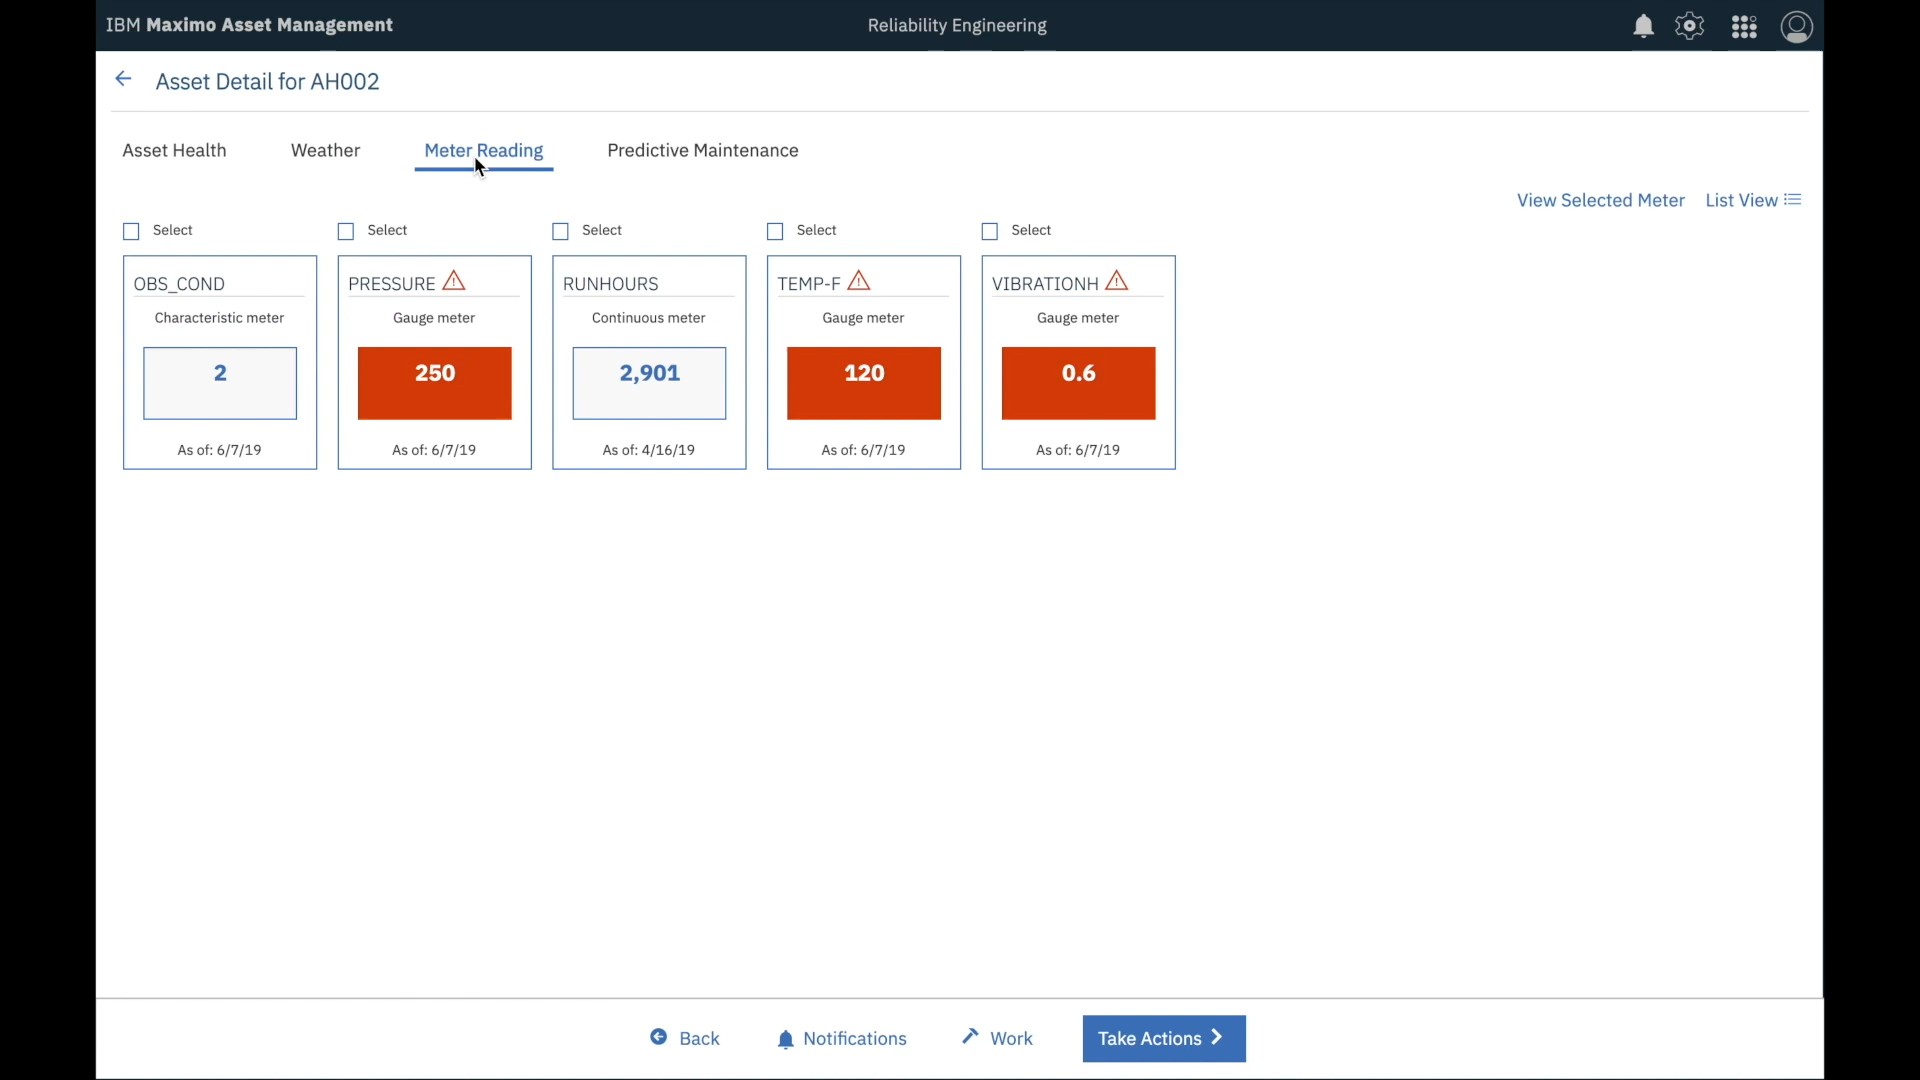 IBM Maximo Asset Management
Reliability Engineering
Asset Detail for AH002
Asset Health
Weather
Meter Reading
Predictive Maintenance
View Selected Meter
List View
Select
Select
Select
Select
Select
OBS_COND
PRESSURE
RUNHOURS
TEMP-F
VIBRATIONH
Characteristic meter
Gauge meter
Continuous meter
Gauge meter
Gauge meter
2
250
2,901
120
0.6
As of: 6/7/19
As of: 6/7/19
As of: 4/16/19
As of: 6/7/19
As of: 6/7/19
Back
Notifications
Work
Take Actions